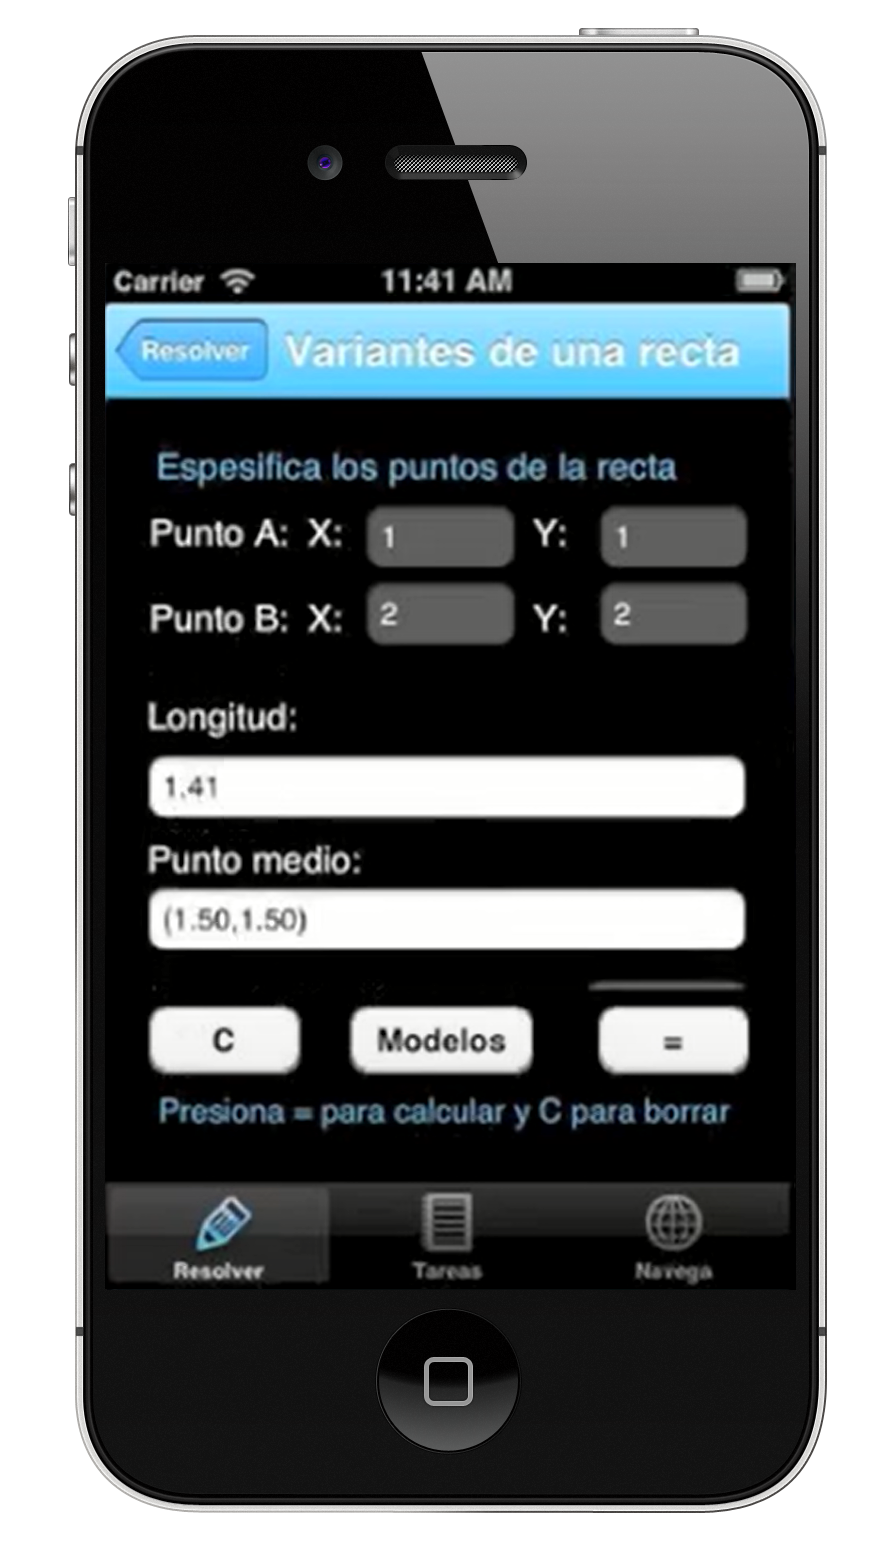 Carrier 11:41 AM
Resolver Variantes de una recta
Espesifica los puntos de la recta
Punto A: X: 1 Y: 1
Punto B: X: 2 Y: 2
Longitud:
1.41
Punto medio:
(1.50,1.50)
C Modelos =
Presiona = para calcular y C para borrar
Resolver Tareas Navega